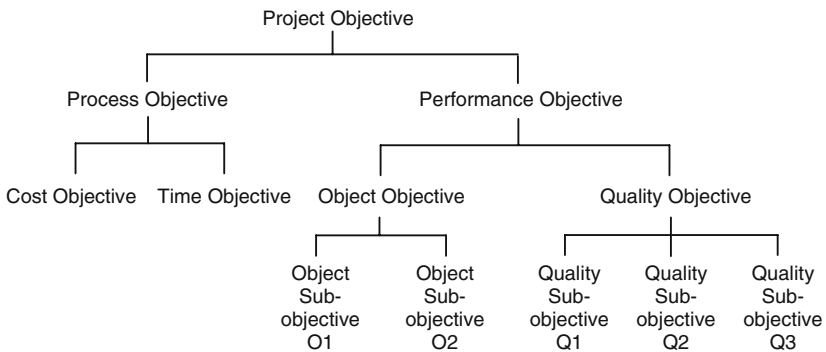 Project Objective
Process Objective
Performance Objective
Cost Objective
Time Objective
Object Objective
Quality Objective
Object
Sub-
objective
O1
Object
Sub-
objective
O2
Quality
Sub-
objective
Q1
Quality
Sub-
objective
Q2
Quality
Sub-
objective
Q3